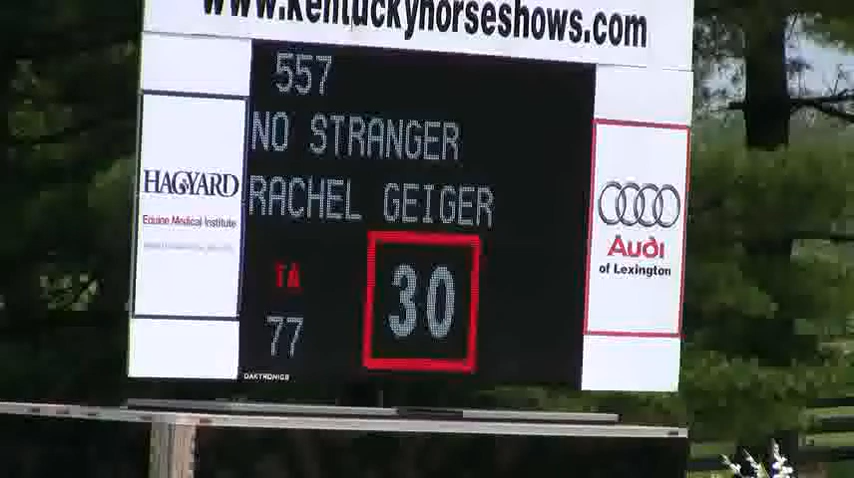 www.kentuckyhorseshows.com
557
NO STRANGER
RACHEL GEIGER
TA
30
77
DAKTRONICS
HAGYARD
Equine Medical Institute
Audi
of Lexington